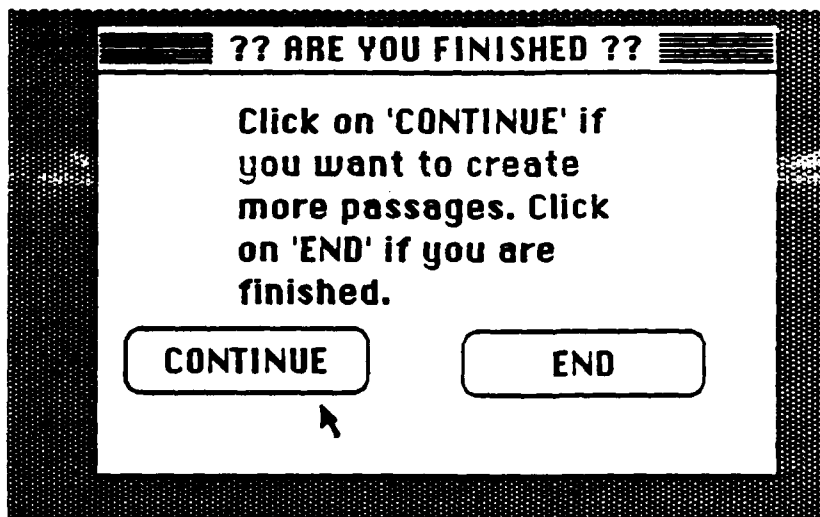 ?? ARE YOU FINISHED ??
Click on 'CONTINUE' if
you want to create
more passages. Click
on 'END' if you are
finished.
CONTINUE END